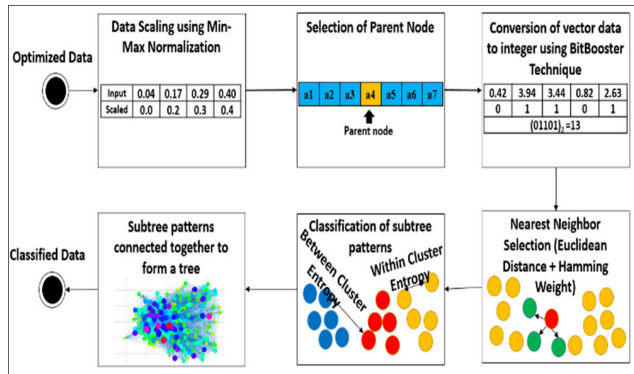 Optimized Data
Data Scaling using Min-
Max Normalization
Input 0.04 0.17 0.29 0.40
Scaled 0.0 0.2 0.3 0.4
Selection of Parent Node
a1 a2 a3 a4 a5 a6 a7
Parent node
Conversion of vector data
to integer using BitBooster
Technique
0.42 3.94 3.44 0.82 2.63
0 1 1 0 1
(01101)2 =13
Nearest Neighbor
Selection (Euclidean
Distance + Hamming
Weight)
Classification of subtree
patterns
Between Cluster
Entropy
Within Cluster
Entropy
Subtree patterns
connected together to
form a tree
Classified Data